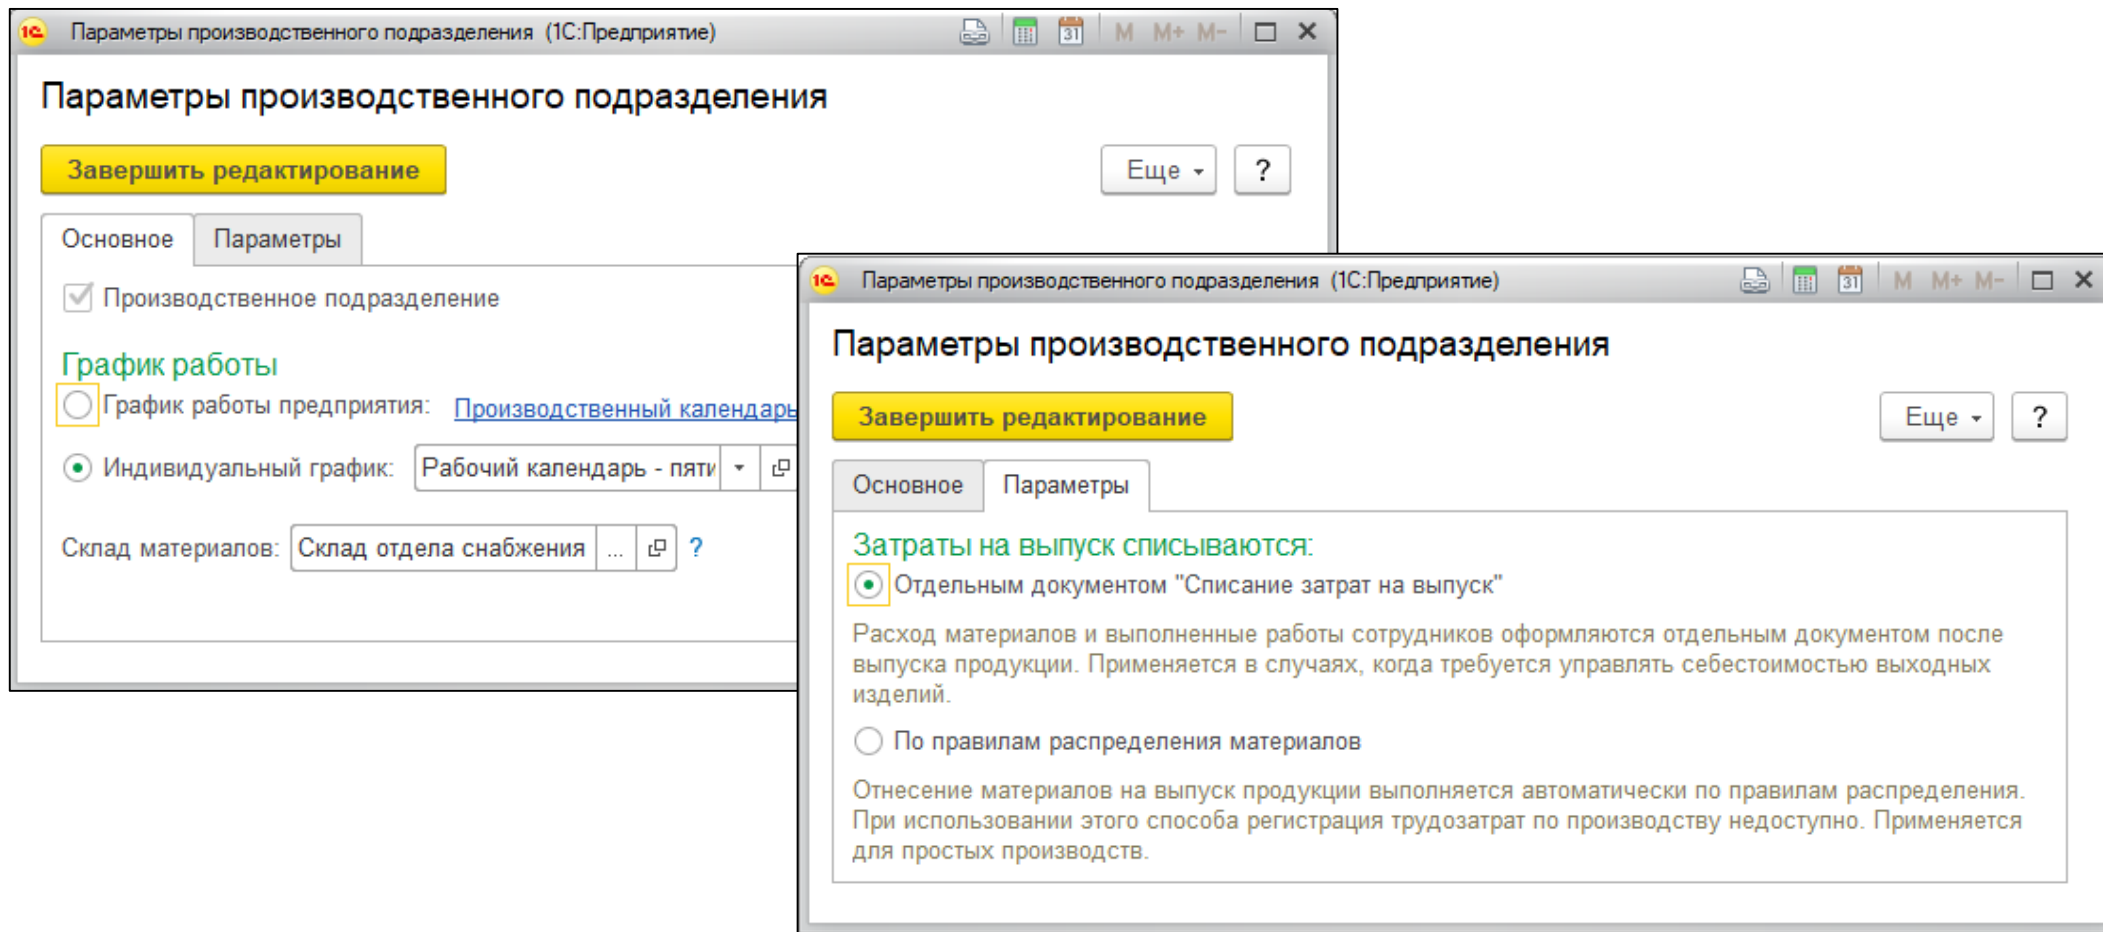 Параметры производственного подразделения (1С:Предприятие)
31 M M+ M-
Параметры производственного подразделения
Завершить редактирование
Еще
?
Основное
Параметры
Производственное подразделение
График работы
График работы предприятия: Производственный календарь
Индивидуальный график: Рабочий календарь - пяти
Склад материалов: Склад отдела снабжения ... ?
Параметры производственного подразделения (1С:Предприятие)
31 M M+ M-
Параметры производственного подразделения
Завершить редактирование
Еще
?
Основное
Параметры
Затраты на выпуск списываются:
Отдельным документом "Списание затрат на выпуск"
Расход материалов и выполненные работы сотрудников оформляются отдельным документом после
выпуска продукции. Применяется в случаях, когда требуется управлять себестоимостью выходных
изделий.
По правилам распределения материалов
Отнесение материалов на выпуск продукции выполняется автоматически по правилам распределения.
При использовании этого способа регистрация трудозатрат по производству недоступно. Применяется
для простых производств.